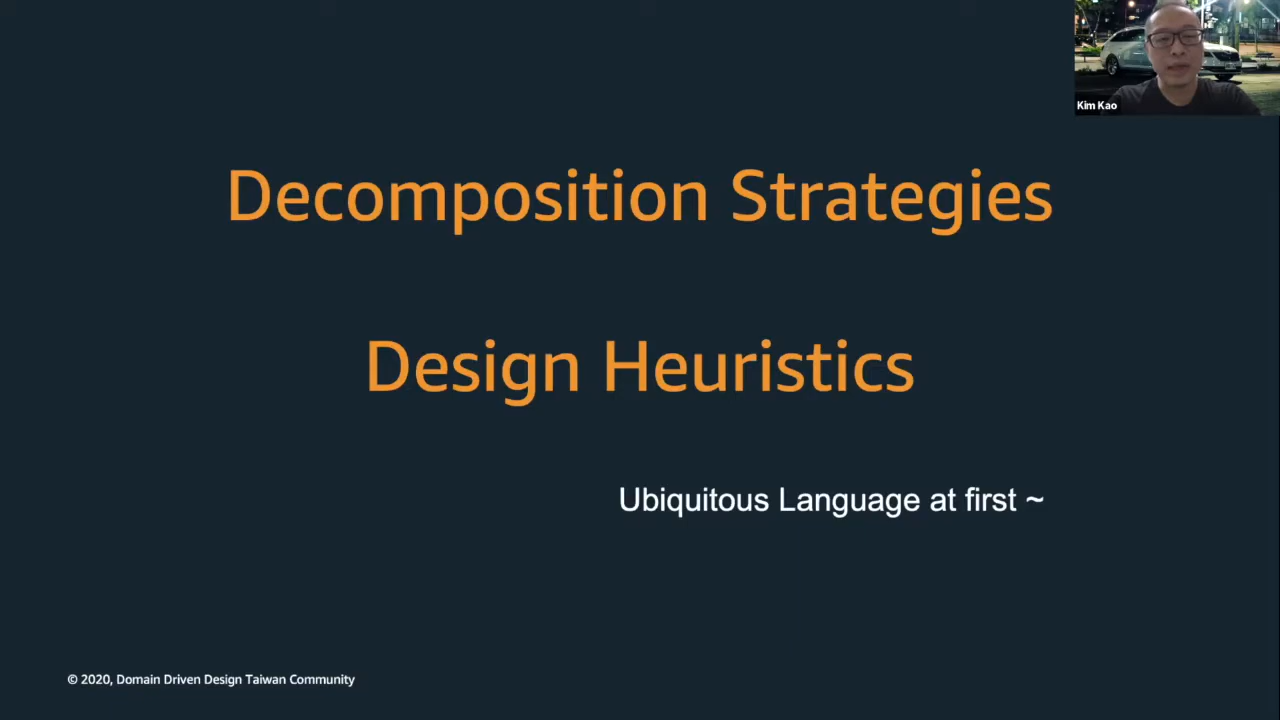 Kim Kao
Decomposition Strategies
Design Heuristics
Ubiquitous Language at first ~
© 2020, Domain Driven Design Taiwan Community